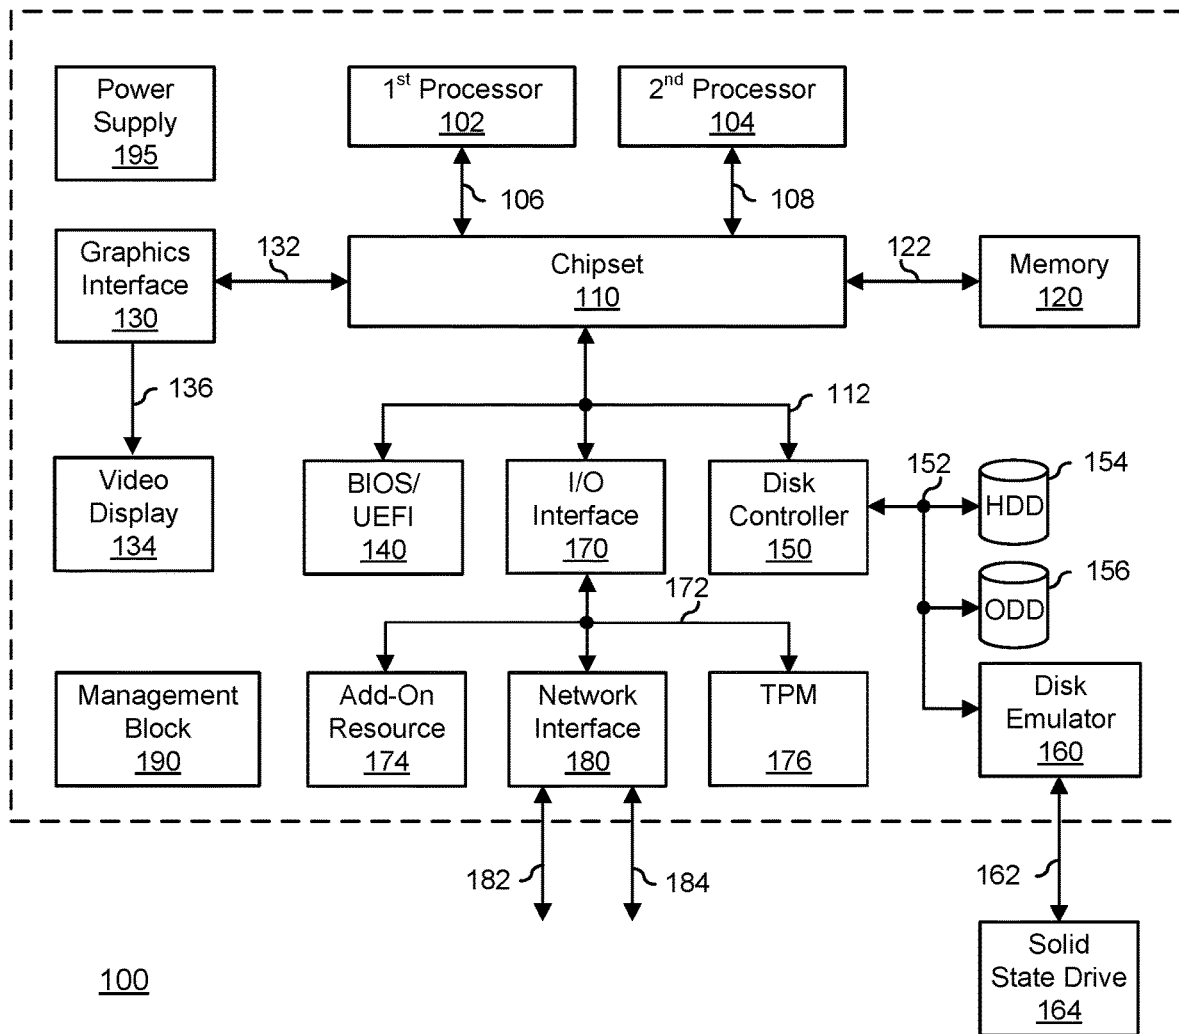 Power
Supply
195
1st Processor
102
2nd Processor
104
106
108
Graphics
Interface
130
132
Chipset
110
122
Memory
120
136
112
Video
Display
134
BIOS/
UEFI
140
I/O
Interface
170
Disk
Controller
150
152
HDD
154
ODD
156
172
Management
Block
190
Add-On
Resource
174
Network
Interface
180
TPM
176
Disk
Emulator
160
182
184
162
Solid
State Drive
164
100